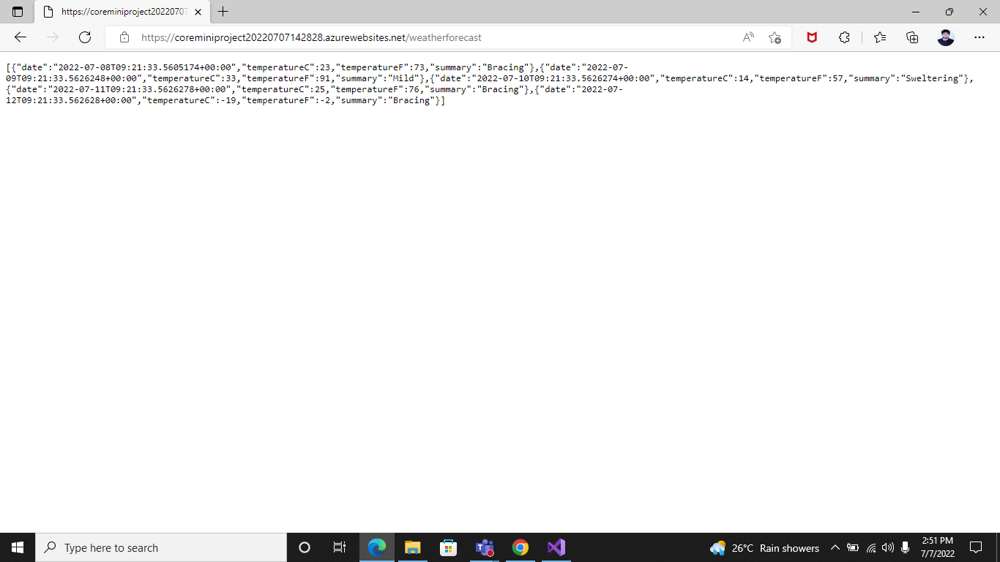 https://coreminiproject20220707
https://coreminiproject20220707142828.azurewebsites.net/weatherforecast
[{"date":"2022-07-08T09:21:33.5605174+00:00","temperatureC":23,"temperatureF":73,"summary":"Bracing"},{"date":"2022-07-
09T09:21:33.5626248+00:00","temperatureC":33,"temperatureF":91,"summary":"Mild"},{"date":"2022-07-10T09:21:33.5626274+00:00","temperatureC":14,"temperatureF":57,"summary":"Sweltering"},
{"date":"2022-07-11T09:21:33.5626278+00:00","temperatureC":25,"temperatureF":76,"summary":"Bracing"},{"date":"2022-07-
12T09:21:33.562628+00:00","temperatureC":-19,"temperatureF":-2,"summary":"Bracing"}]
Type here to search
26°C Rain showers
2:51 PM
7/7/2022